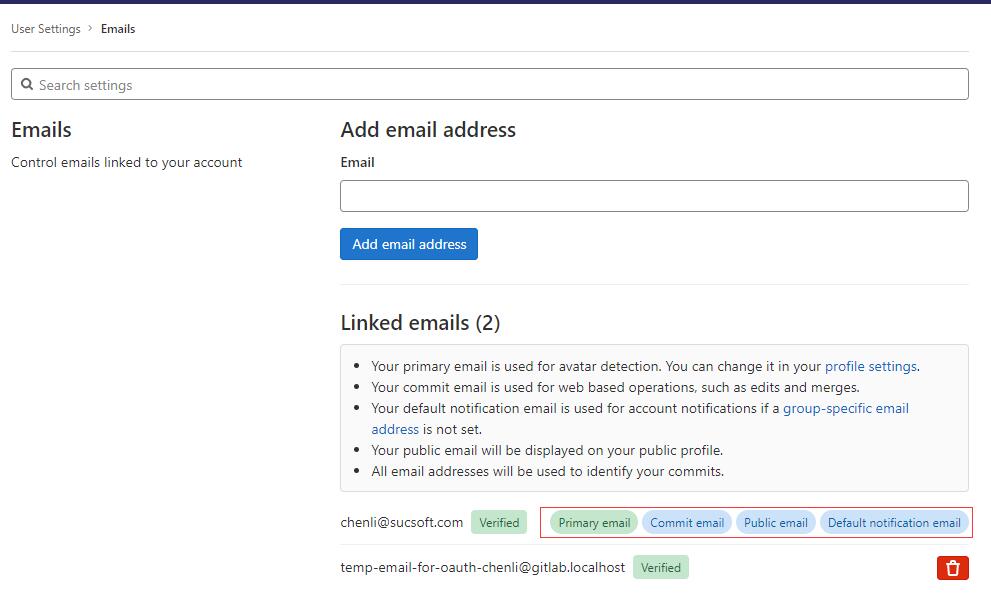 User Settings › Emails
Search settings
Emails
Add email address
Control emails linked to your account
Email
Add email address
Linked emails (2)
• Your primary email is used for avatar detection. You can change it in your profile settings.
• Your commit email is used for web based operations, such as edits and merges.
• Your default notification email is used for account notifications if a group-specific email
address is not set.
• Your public email will be displayed on your public profile.
• All email addresses will be used to identify your commits.
chenli@sucsoft.com Verified Primary email Commit email Public email Default notification email
temp-email-for-oauth-chenli@gitlab.localhost Verified